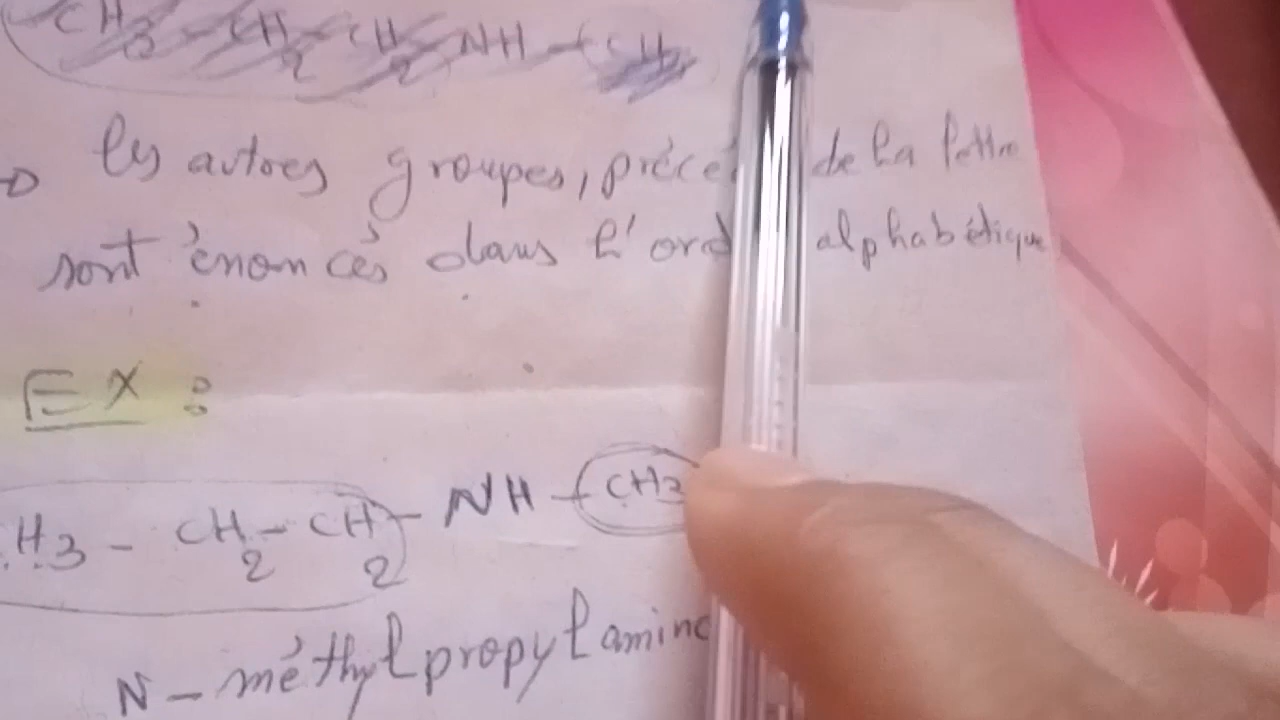 CH3 - CH2 - CH2 - NH - CH3
les autres groupes, précé de la lettre
sont énoncés dans l'ord alphabétique
EX :
H3 - CH2 - CH2 - NH - CH3
N - méthylpropylamine